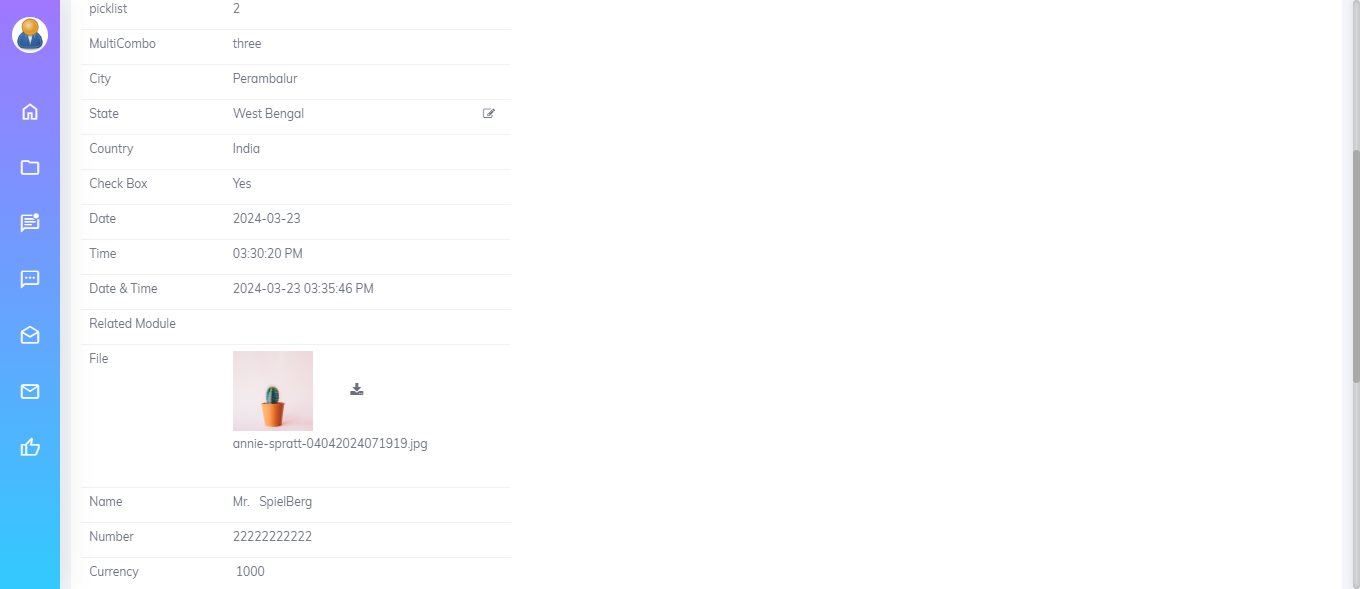 picklist 2
MultiCombo three
City Perambalur
State West Bengal
Country India
Check Box Yes
Date 2024-03-23
Time 03:30:20 PM
Date & Time 2024-03-23 03:35:46 PM
Related Module
File
annie-spratt-04042024071919.jpg
Name Mr. SpielBerg
Number 22222222222
Currency 1000